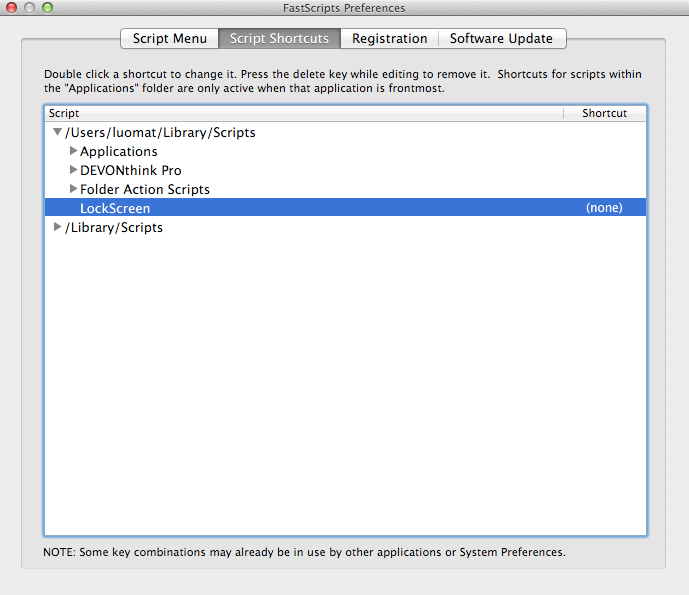 FastScripts Preferences
Script Menu Script Shortcuts Registration Software Update
Double click a shortcut to change it. Press the delete key while editing to remove it. Shortcuts for scripts within
the "Applications" folder are only active when that application is frontmost.
Script Shortcut
/Users/luomat/Library/Scripts
Applications
DEVONthink Pro
Folder Action Scripts
LockScreen (none)
/Library/Scripts
NOTE: Some key combinations may already be in use by other applications or System Preferences.